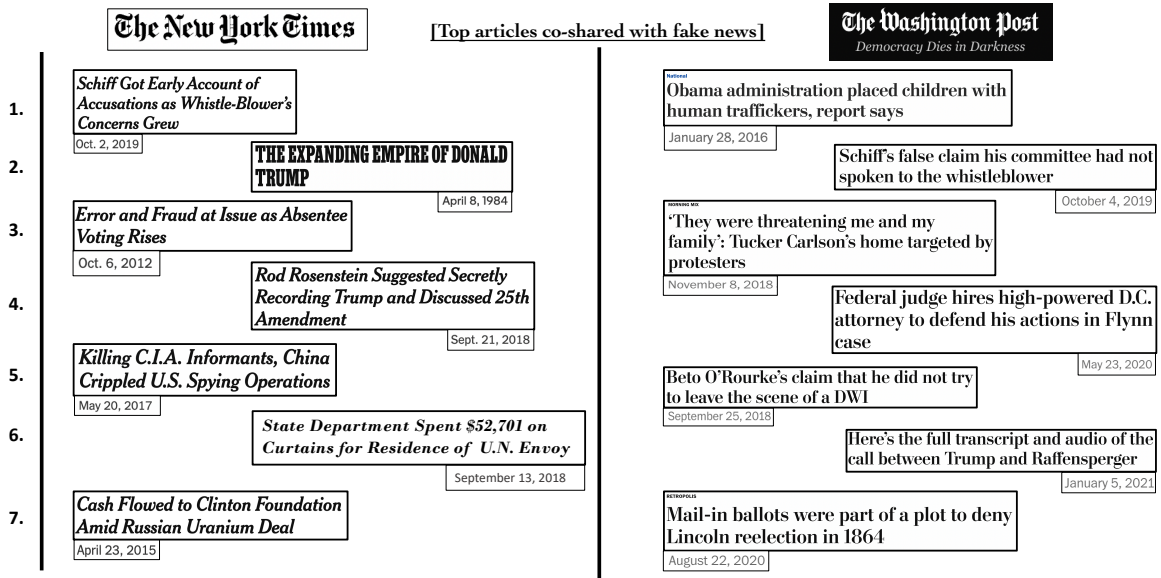 The New York Times
[Top articles co-shared with fake news]
The Washington Post
Democracy Dies in Darkness
1.
Schiff Got Early Account of
Accusations as Whistle-Blower's
Concerns Grew
Oct. 2, 2019
2.
THE EXPANDING EMPIRE OF DONALD
TRUMP
April 8, 1984
3.
Error and Fraud at Issue as Absentee
Voting Rises
Oct. 6, 2012
4.
Rod Rosenstein Suggested Secretly
Recording Trump and Discussed 25th
Amendment
Sept. 21, 2018
5.
Killing C.I.A. Informants, China
Crippled U.S. Spying Operations
May 20, 2017
6.
State Department Spent $52,701 on
Curtains for Residence of U.N. Envoy
September 13, 2018
7.
Cash Flowed to Clinton Foundation
Amid Russian Uranium Deal
April 23, 2015
National
Obama administration placed children with
human traffickers, report says
January 28, 2016
Schiff's false claim his committee had not
spoken to the whistleblower
October 4, 2019
MORNING MIX
'They were threatening me and my
family': Tucker Carlson's home targeted by
protesters
November 8, 2018
Federal judge hires high-powered D.C.
attorney to defend his actions in Flynn
case
May 23, 2020
Beto O'Rourke's claim that he did not try
to leave the scene of a DWI
September 25, 2018
Here's the full transcript and audio of the
call between Trump and Raffensperger
January 5, 2021
RETROPOLIS
Mail-in ballots were part of a plot to deny
Lincoln reelection in 1864
August 22, 2020